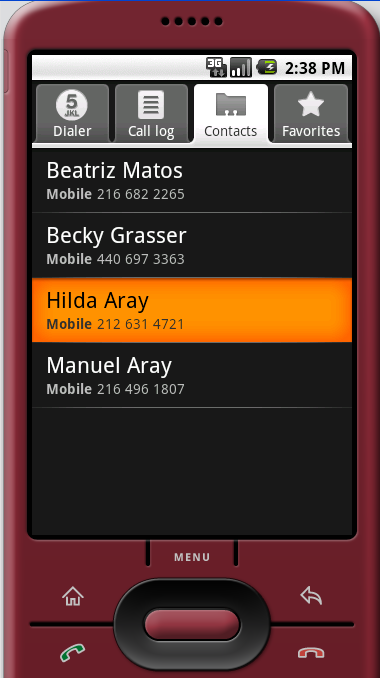 3G 2:38 PM
5
JKL
Dialer Call log Contacts Favorites
Beatriz Matos
Mobile 216 682 2265
Becky Grasser
Mobile 440 697 3363
Hilda Aray
Mobile 212 631 4721
Manuel Aray
Mobile 216 496 1807
MENU